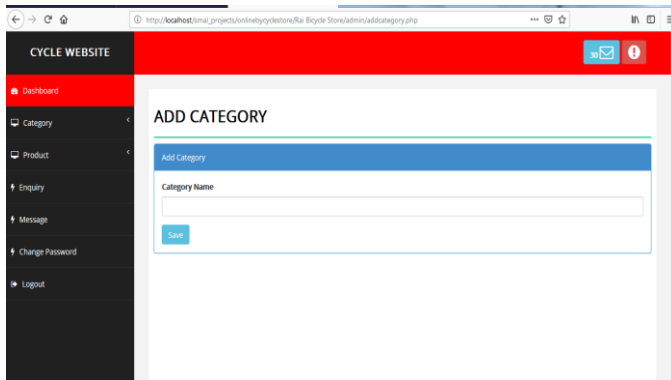 http://localhost/smal_projects/onlinebycyclestore/Rai Bicycle Store/admin/addcategory.php
CYCLE WEBSITE
30
Dashboard
Category
Product
Enquiry
Message
Change Password
Logout
ADD CATEGORY
Add Category
Category Name
Save